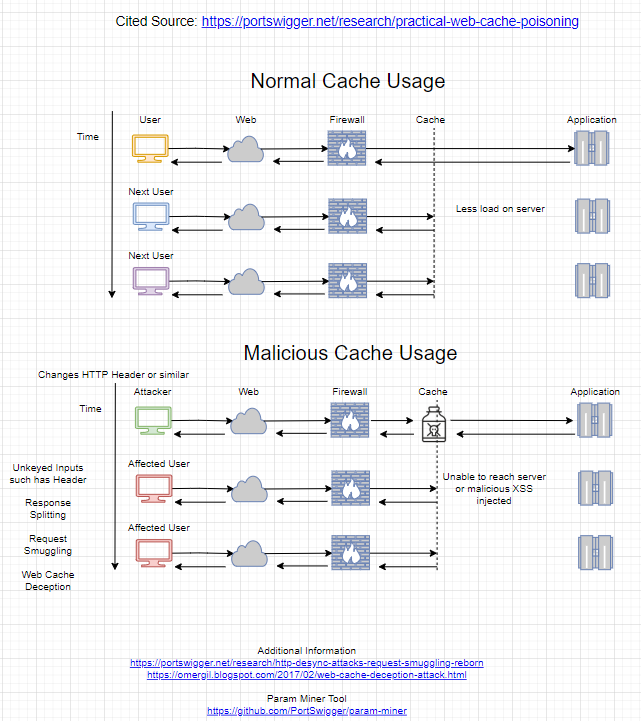 Cited Source: https://portswigger.net/research/practical-web-cache-poisoning
Normal Cache Usage
User
Web
Firewall
Cache
Application
Time
Next User
Less load on server
Next User
Malicious Cache Usage
Changes HTTP Header or similar
Attacker
Web
Firewall
Cache
Application
Time
Affected User
Unkeyed Inputs
such has Header
Unable to reach server
or malicious XSS
injected
Response
Splitting
Affected User
Request
Smuggling
Web Cache
Deception
Additional Information
https://portswigger.net/research/http-desync-attacks-request-smuggling-reborn
https://omergil.blogspot.com/2017/02/web-cache-deception-attack.html
Param Miner Tool
https://github.com/PortSwigger/param-miner